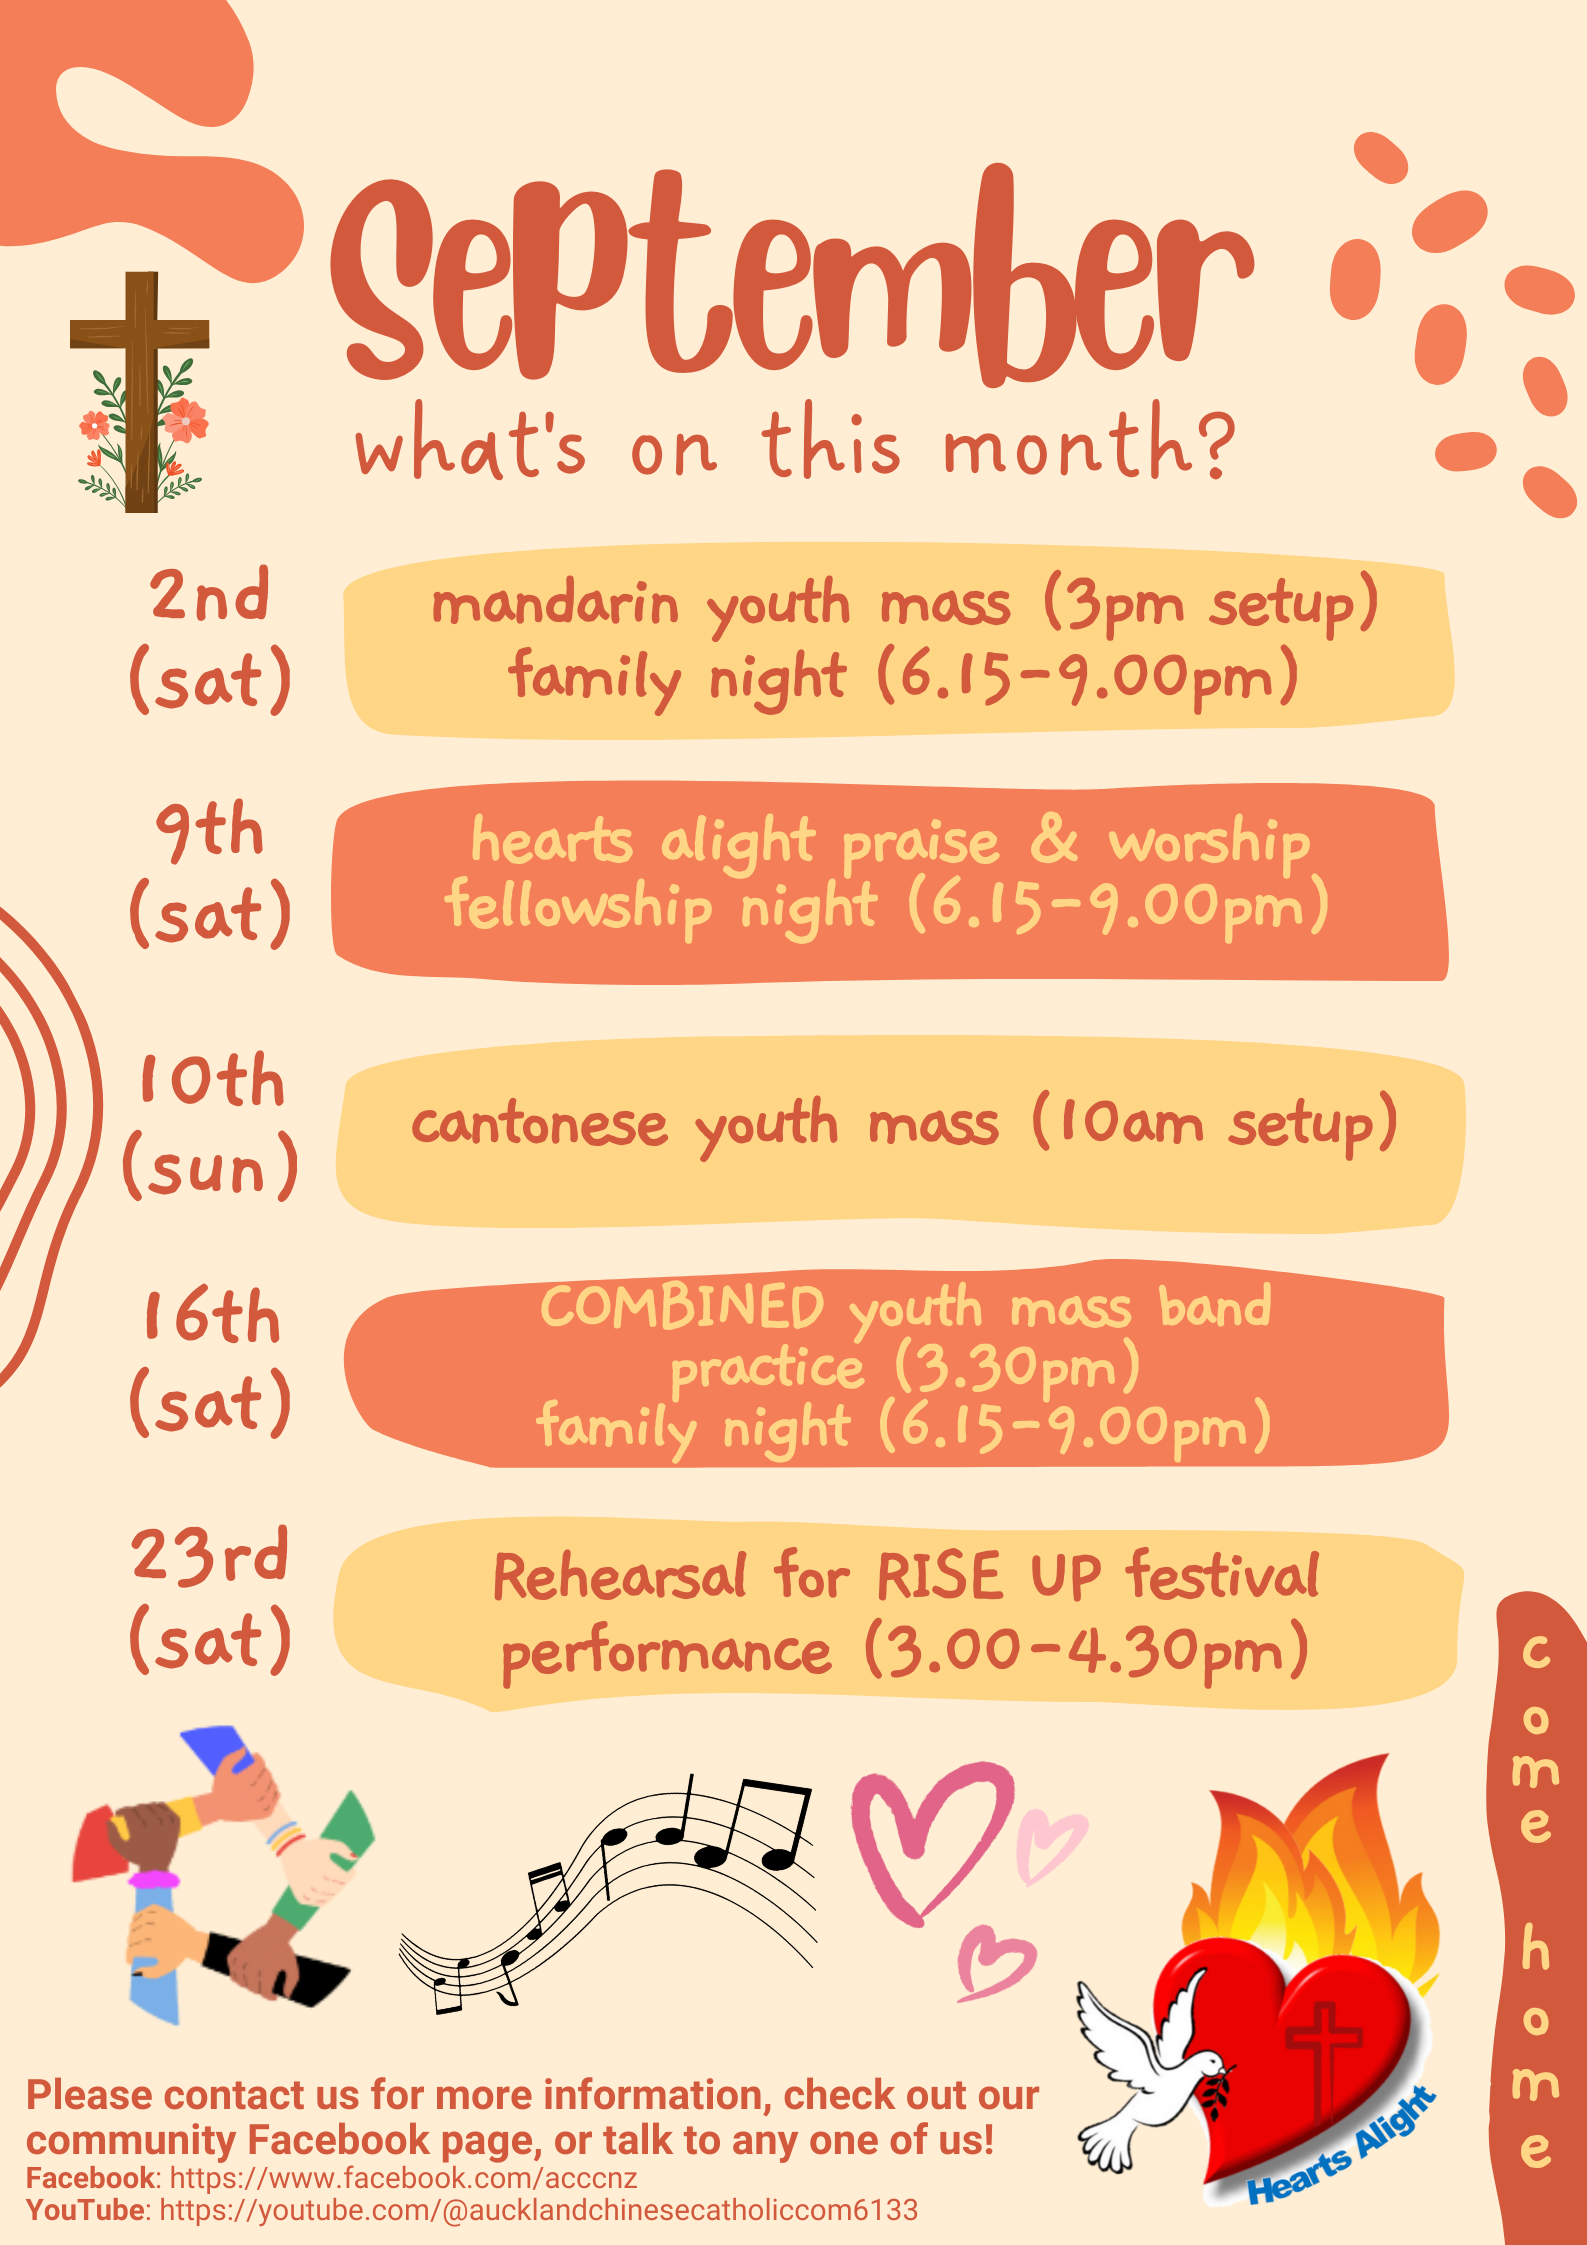 September
what's on this month?
2nd
(sat)
mandarin youth mass (3pm setup)
family night (6.15-9.00pm)
9th
(sat)
hearts alight praise & worship
fellowship night (6.15-9.00pm)
10th
(sun)
cantonese youth mass (10am setup)
16th
(sat)
COMBINED youth mass band
practice (3.30pm)
family night (6.15-9.00pm)
23rd
(sat)
Rehearsal for RISE UP festival
performance (3.00-4.30pm)
come home
Hearts Alight
Please contact us for more information, check out our
community Facebook page, or talk to any one of us!
Facebook: https://www.facebook.com/acccnz
YouTube: https://youtube.com/@aucklandchinesecatholiccom6133